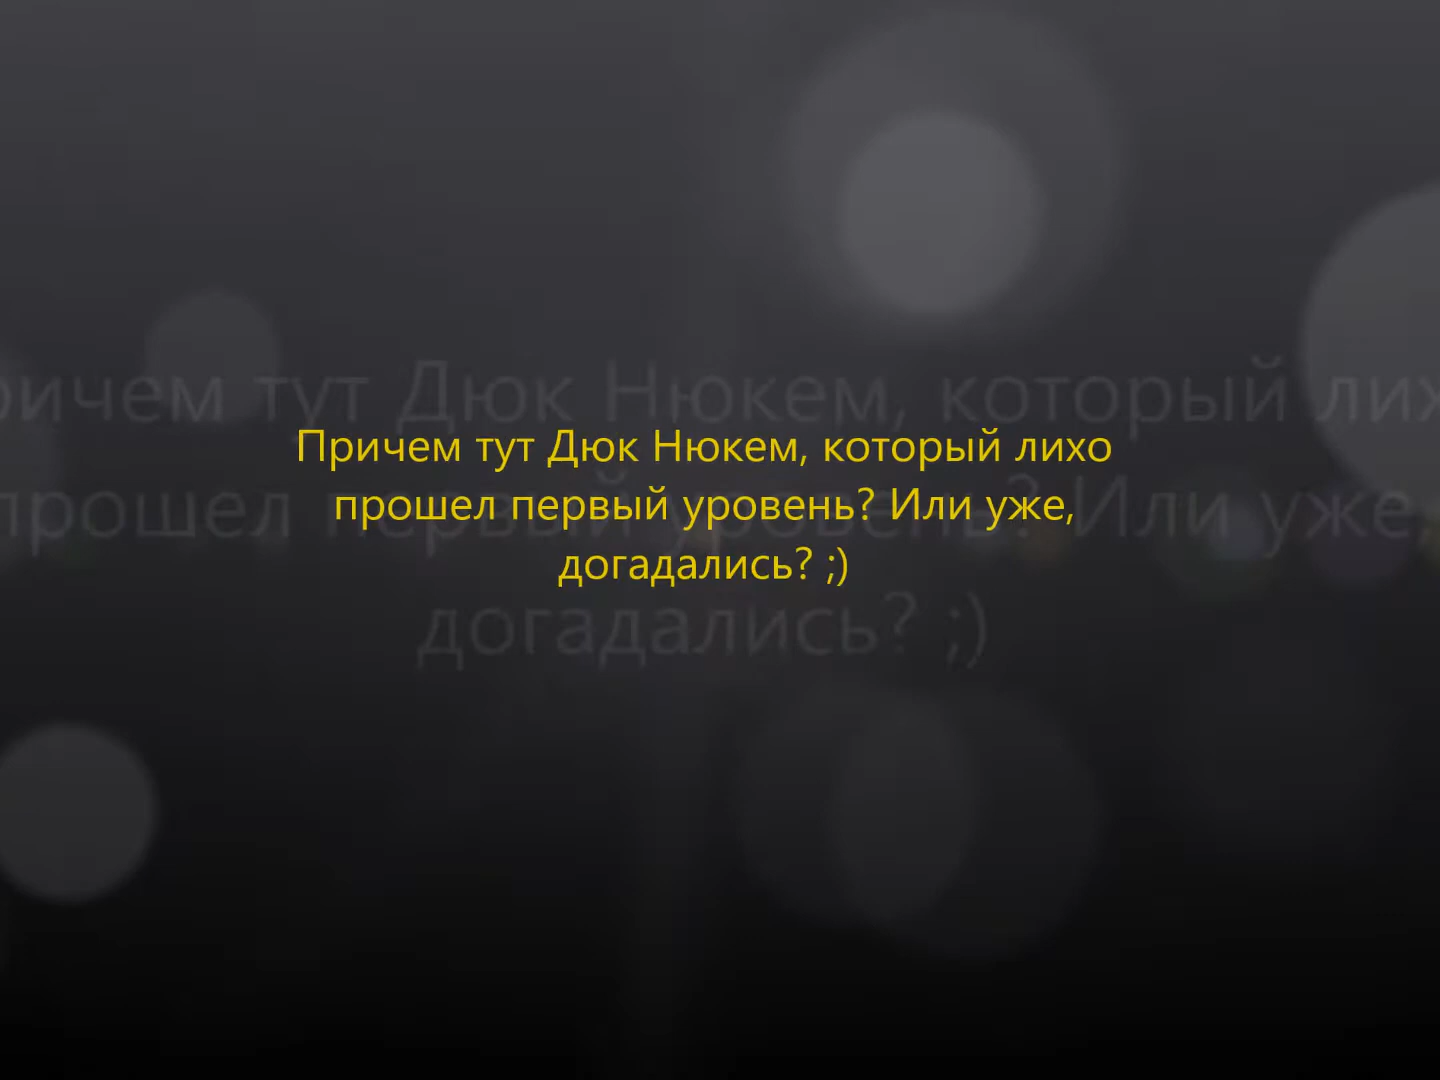 Причем тут Дюк Нюкем, который лихо
прошел первый уровень? Или уже,
догадались? ;)